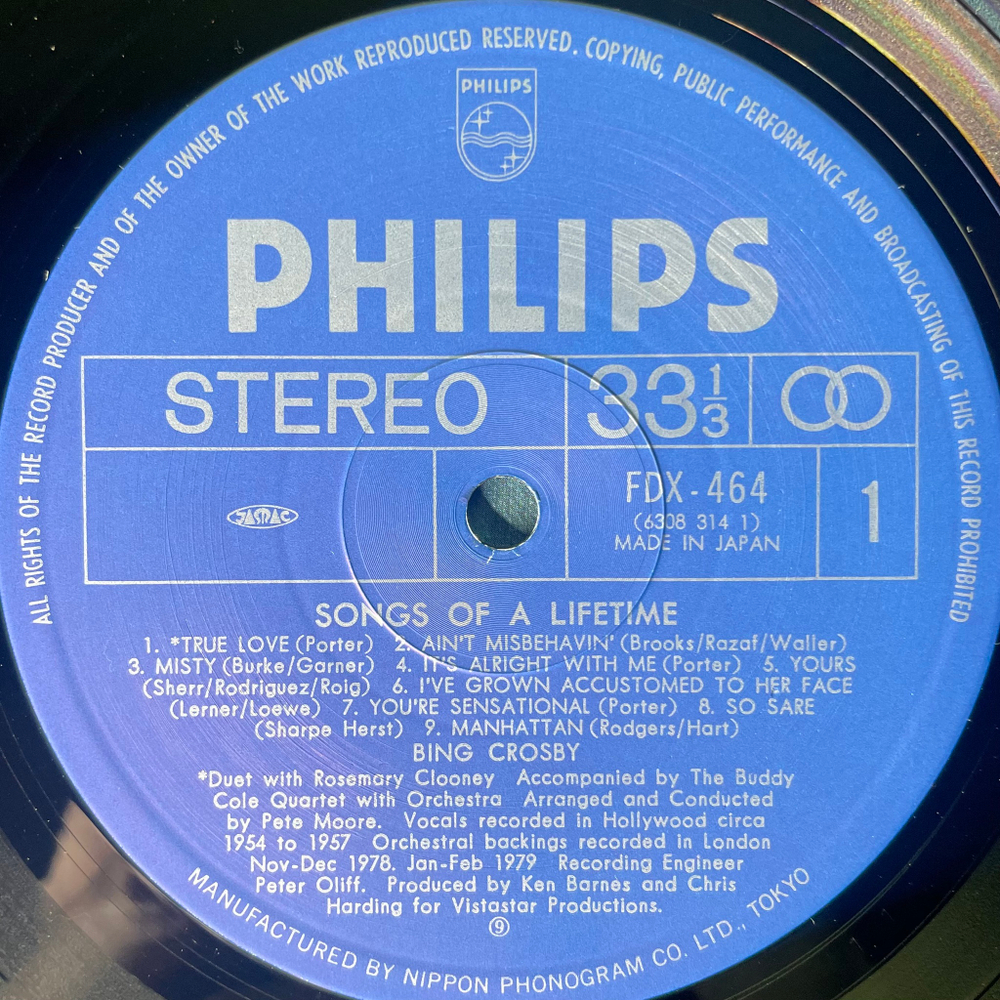 ALL RIGHTS OF THE RECORD PRODUCER AND OF THE OWNER OF THE WORK REPRODUCED RESERVED. COPYING, PUBLIC PERFORMANCE AND BROADCASTING OF THIS RECORD PROHIBITED
PHILIPS
PHILIPS
STEREO
33 1/3
JASRAC
FDX-464
(6308 314 1)
MADE IN JAPAN
1
SONGS OF A LIFETIME
1. *TRUE LOVE (Porter) 2. AIN'T MISBEHAVIN' (Brooks/Razaf/Waller)
3. MISTY (Burke/Garner) 4. IT'S ALRIGHT WITH ME (Porter) 5. YOURS
(Sherr/Rodriguez/Roig) 6. I'VE GROWN ACCUSTOMED TO HER FACE
(Lerner/Loewe) 7. YOU'RE SENSATIONAL (Porter) 8. SO SARE
(Sharpe Herst) 9. MANHATTAN (Rodgers/Hart)
BING CROSBY
*Duet with Rosemary Clooney Accompanied by The Buddy
Cole Quartet with Orchestra Arranged and Conducted
by Pete Moore. Vocals recorded in Hollywood circa
1954 to 1957 Orchestral backings recorded in London
Nov-Dec 1978. Jan-Feb 1979 Recording Engineer
Peter Oliff. Produced by Ken Barnes and Chris
Harding for Vistastar Productions.
⑨
MANUFACTURED BY NIPPON PHONOGRAM CO. LTD., TOKYO